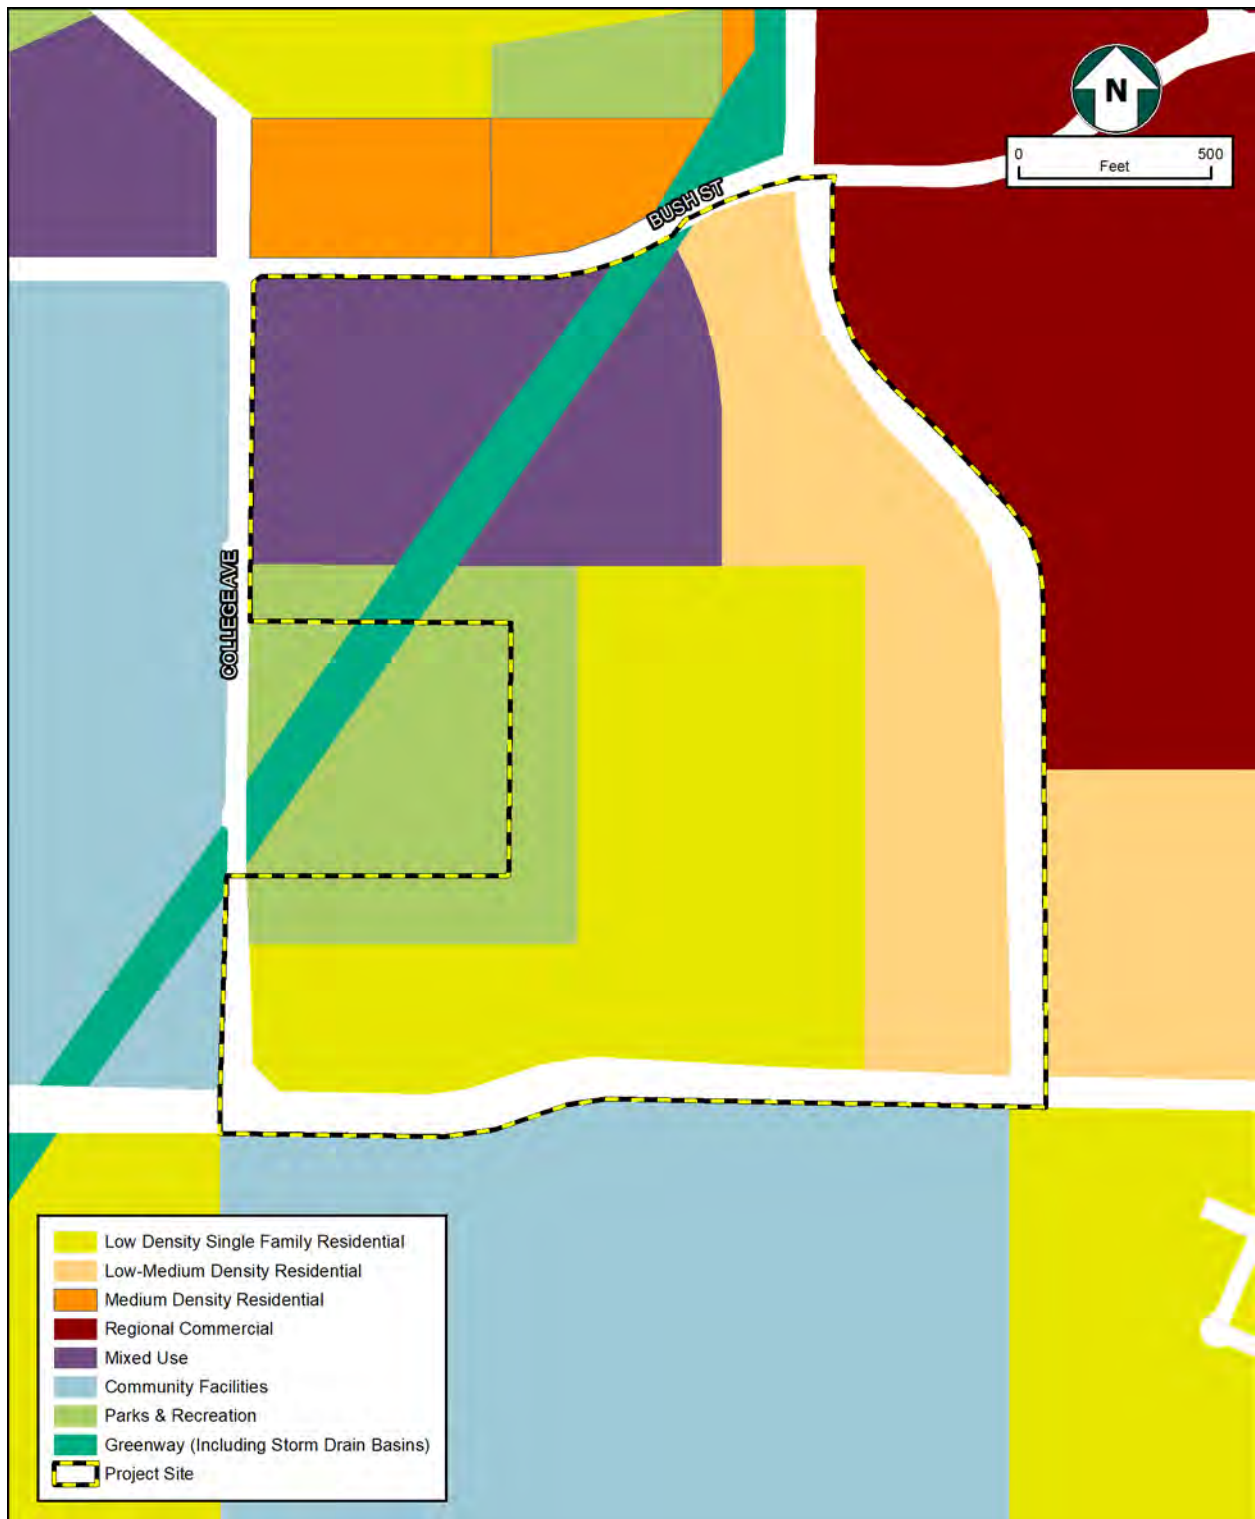 N
0 500
Feet
BUSH ST
COLLEGE AVE
Low Density Single Family Residential
Low-Medium Density Residential
Medium Density Residential
Regional Commercial
Mixed Use
Community Facilities
Parks & Recreation
Greenway (Including Storm Drain Basins)
Project Site